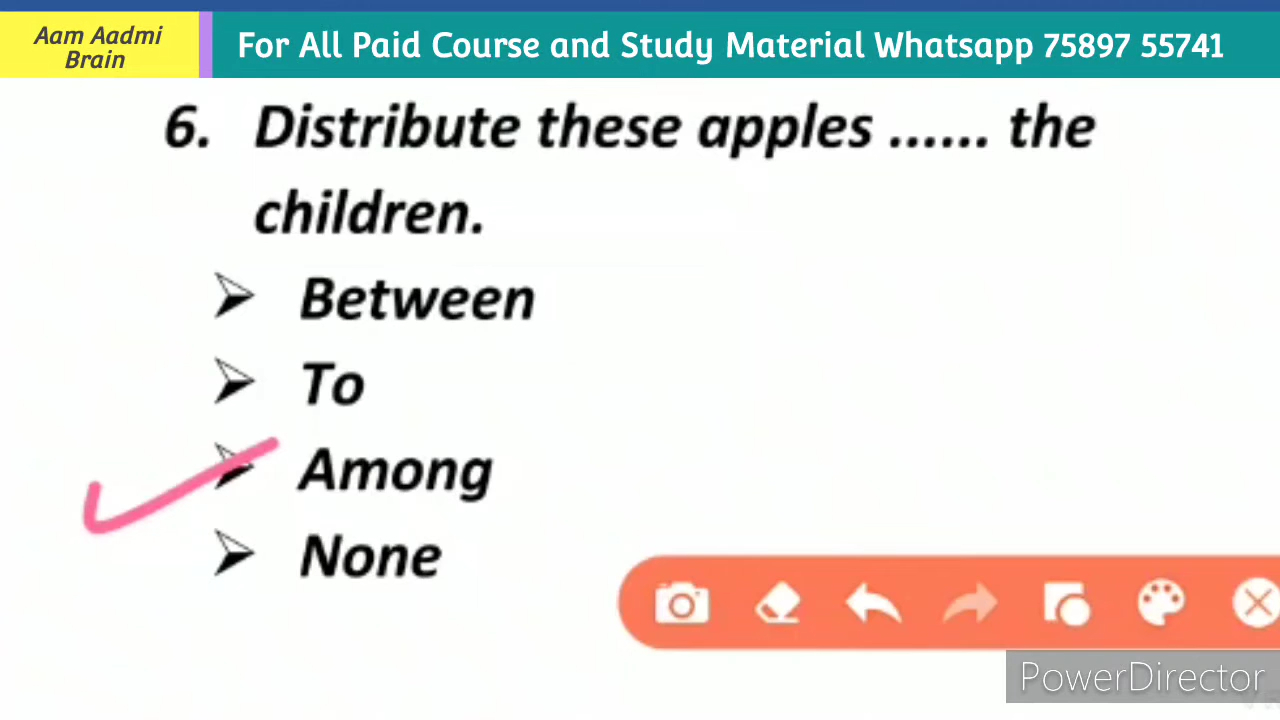 Aam Aadmi
Brain
For All Paid Course and Study Material Whatsapp 75897 55741
6. Distribute these apples ...... the
children.
➢ Between
➢ To
➢ Among
➢ None
PowerDirector